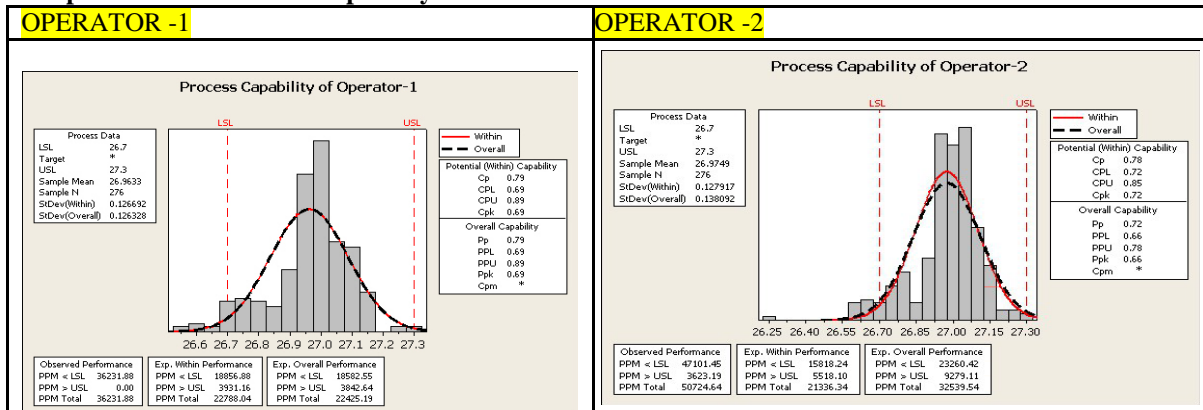 OPERATOR -1
Process Capability of Operator-1
LSL
USL
Process Data
LSL 26.7
Target *
USL 27.3
Sample Mean 26.9633
Sample N 276
StDev(Within) 0.126692
StDev(Overall) 0.126328
Within
Overall
Potential (Within) Capability
Cp 0.79
CPL 0.69
CPU 0.89
Cpk 0.69
Overall Capability
Pp 0.79
PPL 0.69
PPU 0.89
Ppk 0.69
Cpm *
26.6 26.7 26.8 26.9 27.0 27.1 27.2 27.3
Observed Performance
PPM < LSL 36231.88
PPM > USL 0.00
PPM Total 36231.88
Exp. Within Performance
PPM < LSL 18856.88
PPM > USL 3931.16
PPM Total 22788.04
Exp. Overall Performance
PPM < LSL 18582.55
PPM > USL 3842.64
PPM Total 22425.19
OPERATOR -2
Process Capability of Operator-2
LSL
USL
Process Data
LSL 26.7
Target *
USL 27.3
Sample Mean 26.9749
Sample N 276
StDev(Within) 0.127917
StDev(Overall) 0.138092
Within
Overall
Potential (Within) Capability
Cp 0.78
CPL 0.72
CPU 0.85
Cpk 0.72
Overall Capability
Pp 0.72
PPL 0.66
PPU 0.78
Ppk 0.66
Cpm *
26.25 26.40 26.55 26.70 26.85 27.00 27.15 27.30
Observed Performance
PPM < LSL 47101.45
PPM > USL 3623.19
PPM Total 50724.64
Exp. Within Performance
PPM < LSL 15818.24
PPM > USL 5518.10
PPM Total 21336.34
Exp. Overall Performance
PPM < LSL 23260.42
PPM > USL 9279.11
PPM Total 32539.54